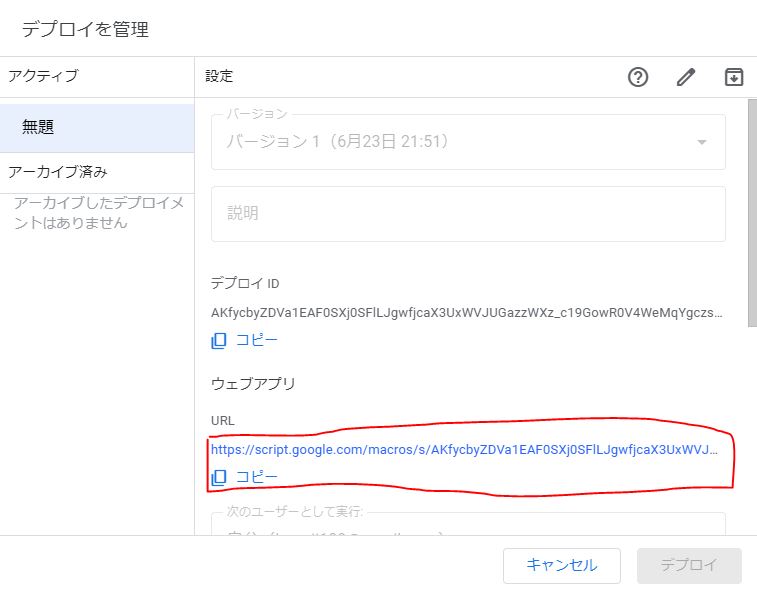 デプロイを管理
アクティブ
設定
無題
バージョン
バージョン 1（6月23日 21:51）
説明
アーカイブ済み
アーカイブしたデプロイメ
ントはありません
デプロイ ID
AKfycbyZDVa1EAF0SXj0SFlLJgwfjcaX3UxWVJUGazzWXz_c19GowR0V4WeMqYgczs...
コピー
ウェブアプリ
URL
https://script.google.com/macros/s/AKfycbyZDVa1EAF0SXj0SFlLJgwfjcaX3UxWVJ...
コピー
次のユーザーとして実行:
キャンセル
デプロイ